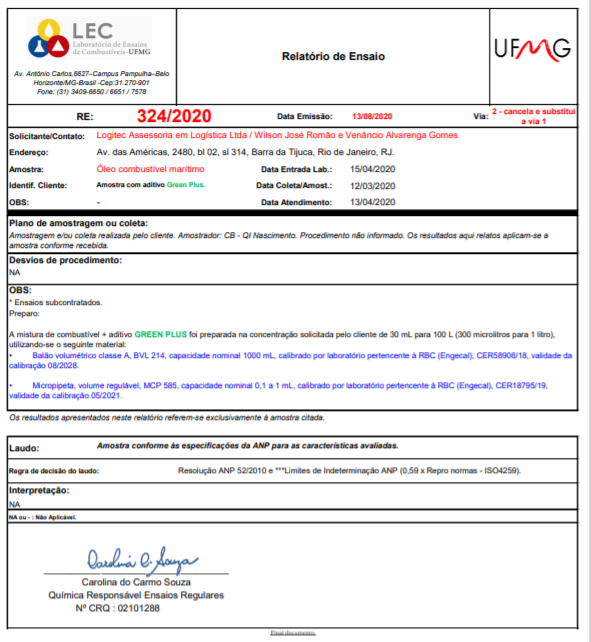 LEC
Laboratório de Ensaios
de Combustíveis-UFMG
Av. Antônio Carlos,6627–Campus Pampulha–Belo
Horizonte/MG-Brasil -Cep:31.270-901
Fone: (31) 3409-6650 / 6651 / 7578
Relatório de Ensaio
UFMG
RE: 324/2020 Data Emissão: 13/08/2020 Via: 2 - cancela e substitui
a via 1
Solicitante/Contato: Logitec Assessoria em Logística Ltda / Wilson José Romão e Venâncio Alvarenga Gomes
Endereço: Av. das Américas, 2480, bl 02, sl 314, Barra da Tijuca, Rio de Janeiro, RJ.
Amostra: Óleo combustível marítimo Data Entrada Lab.: 15/04/2020
Identif. Cliente: Amostra com aditivo Green Plus. Data Coleta/Amost.: 12/03/2020
OBS: - Data Atendimento: 13/04/2020
Plano de amostragem ou coleta:
Amostragem e/ou coleta realizada pelo cliente. Amostrador: CB - QI Nascimento. Procedimento não informado. Os resultados aqui relatos aplicam-se a
amostra conforme recebida.
Desvios de procedimento:
NA
OBS:
* Ensaios subcontratados.
Preparo:
A mistura de combustível + aditivo GREEN PLUS foi preparada na concentração solicitada pelo cliente de 30 mL para 100 L (300 microlitros para 1 litro),
utilizando-se o seguinte material:
• Balão volumétrico classe A, BVL 214, capacidade nominal 1000 mL, calibrado por laboratório pertencente à RBC (Engecal), CER58906/18, validade da
calibração 08/2028.
• Micropipeta, volume regulável, MCP 585, capacidade nominal 0,1 a 1 mL, calibrado por laboratório pertencente à RBC (Engecal), CER18795/19,
validade da calibração 05/2021.
Os resultados apresentados neste relatório referem-se exclusivamente à amostra citada.
Laudo: Amostra conforme às especificações da ANP para as características avaliadas.
Regra de decisão do laudo: Resolução ANP 52/2010 e ***Limites de Indeterminação ANP (0,59 x Repro normas - ISO4259).
Interpretação:
NA
NA ou - : Não Aplicável.
Carolina C. Souza
Carolina do Carmo Souza
Química Responsável Ensaios Regulares
Nº CRQ : 02101288
Final documento.